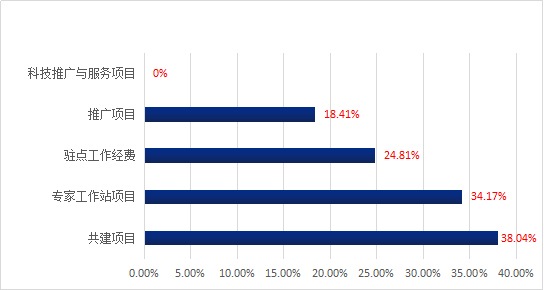 科技推广与服务项目 0%
推广项目 18.41%
驻点工作经费 24.81%
专家工作站项目 34.17%
共建项目 38.04%
0.00% 5.00% 10.00% 15.00% 20.00% 25.00% 30.00% 35.00% 40.00%